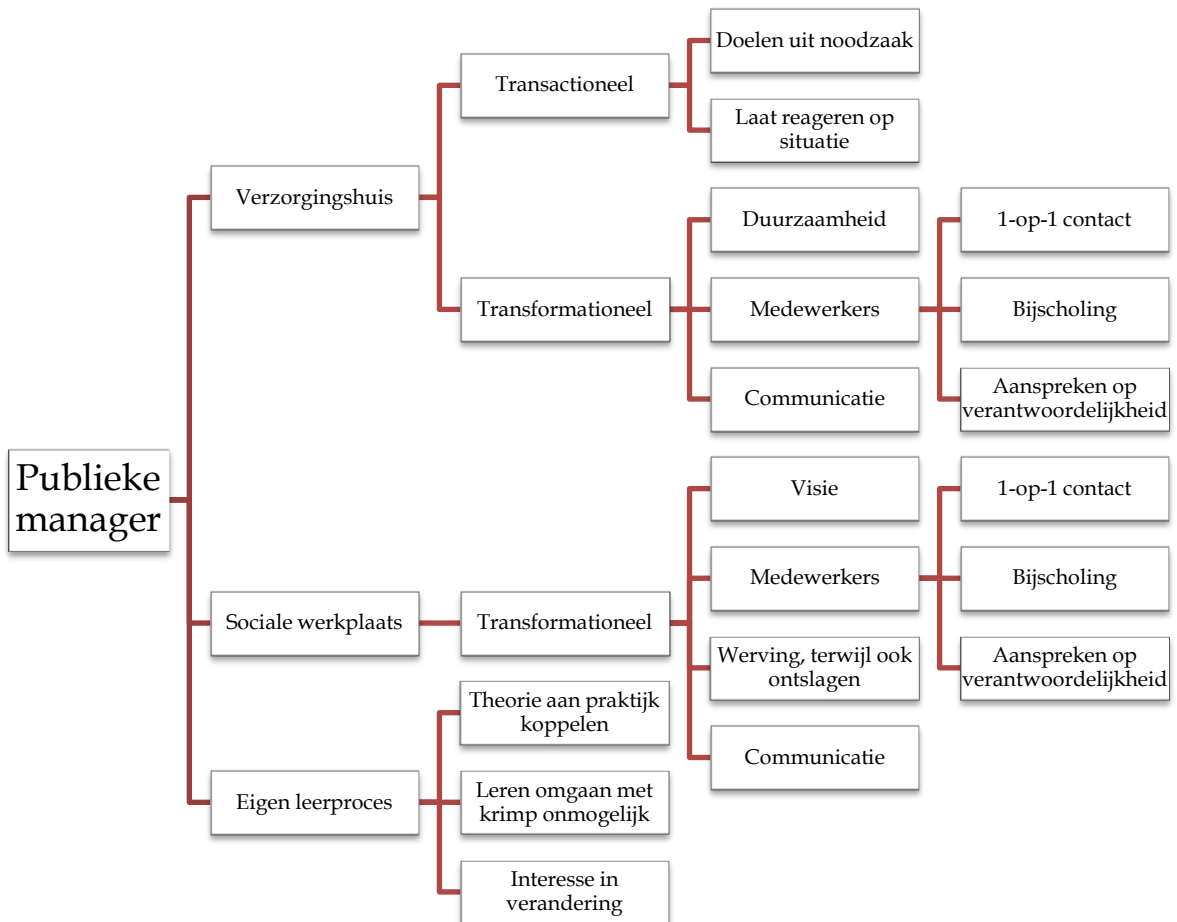 Publieke
manager
Verzorgingshuis
Transactioneel
Doelen uit noodzaak
Laat reageren op
situatie
Transformationeel
Duurzaamheid
Medewerkers
1-op-1 contact
Bijscholing
Aanspreken op
verantwoordelijkheid
Communicatie
Sociale werkplaats
Transformationeel
Visie
Medewerkers
1-op-1 contact
Bijscholing
Aanspreken op
verantwoordelijkheid
Werving, terwijl ook
ontslagen
Communicatie
Eigen leerproces
Theorie aan praktijk
koppelen
Leren omgaan met
krimp onmogelijk
Interesse in
verandering